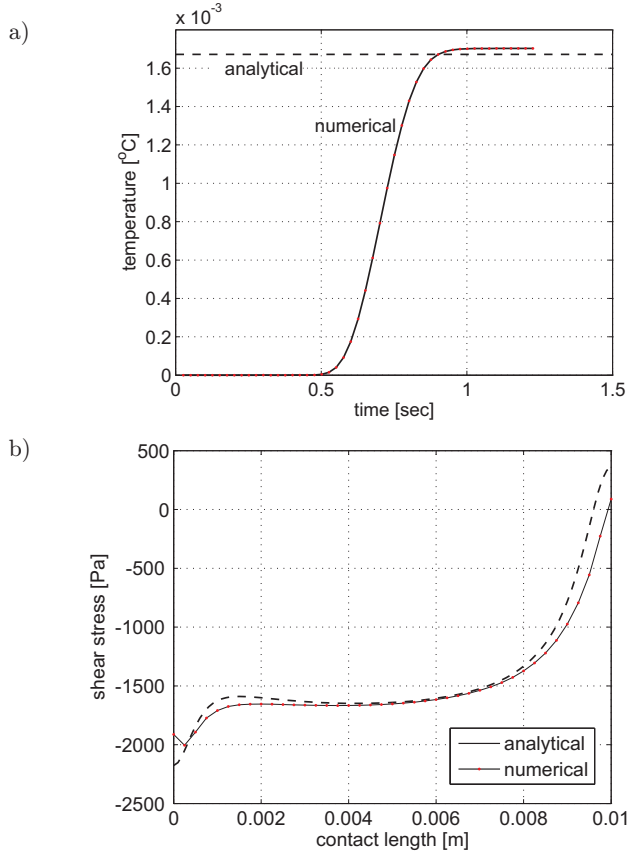 a)
x 10⁻³
1.6
1.4
1.2
1
0.8
0.6
0.4
0.2
0
temperature [°C]
analytical
numerical
0
0.5
1
1.5
time [sec]
b)
500
0
-500
-1000
-1500
-2000
-2500
shear stress [Pa]
analytical
numerical
0
0.002
0.004
0.006
0.008
0.01
contact length [m]